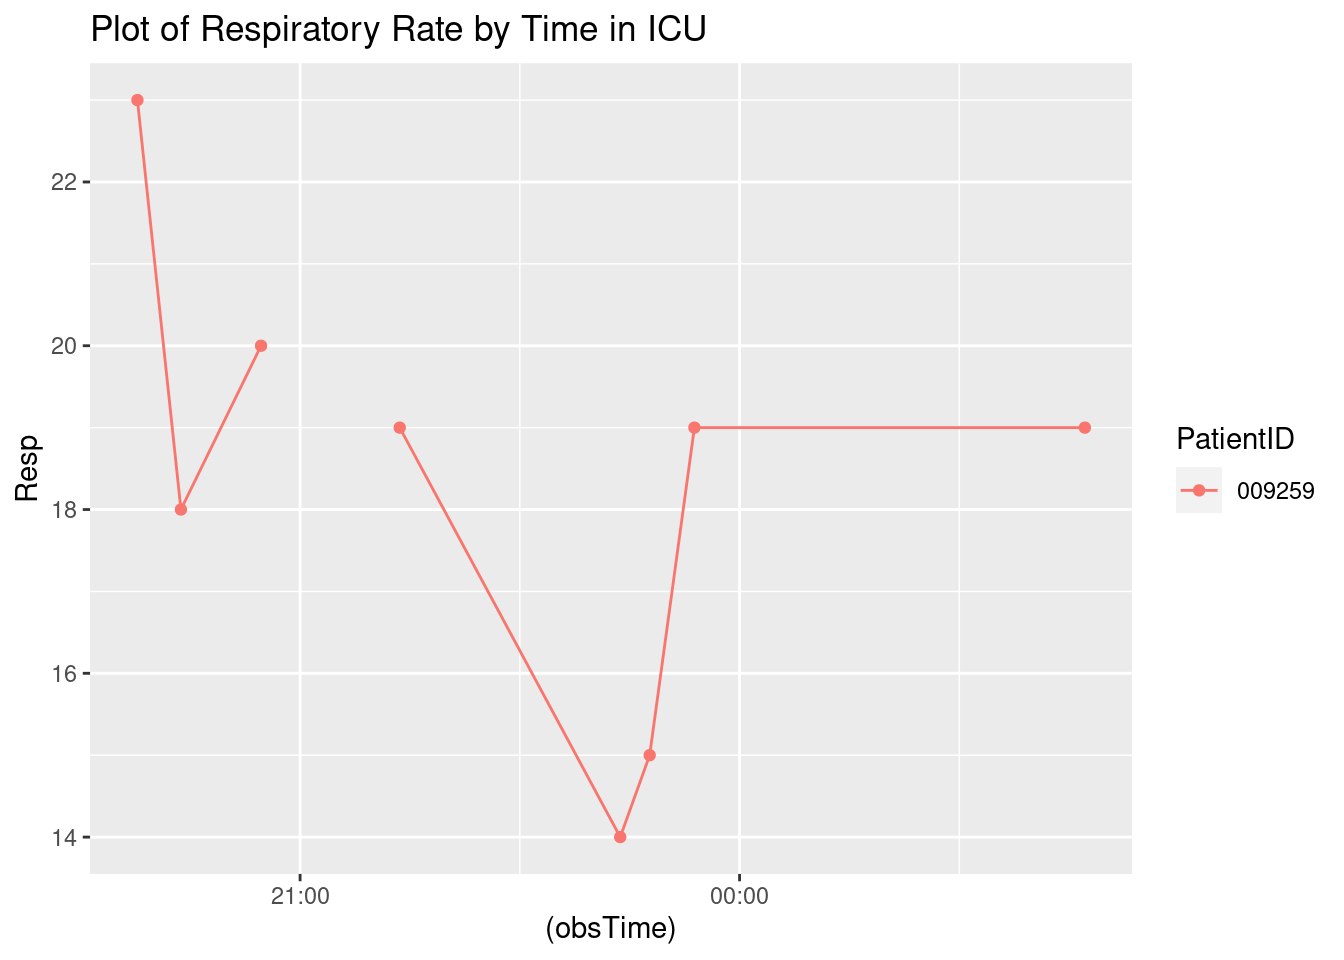 Plot of Respiratory Rate by Time in ICU
Resp
22
20
18
16
14
21:00
00:00
(obsTime)
PatientID
009259